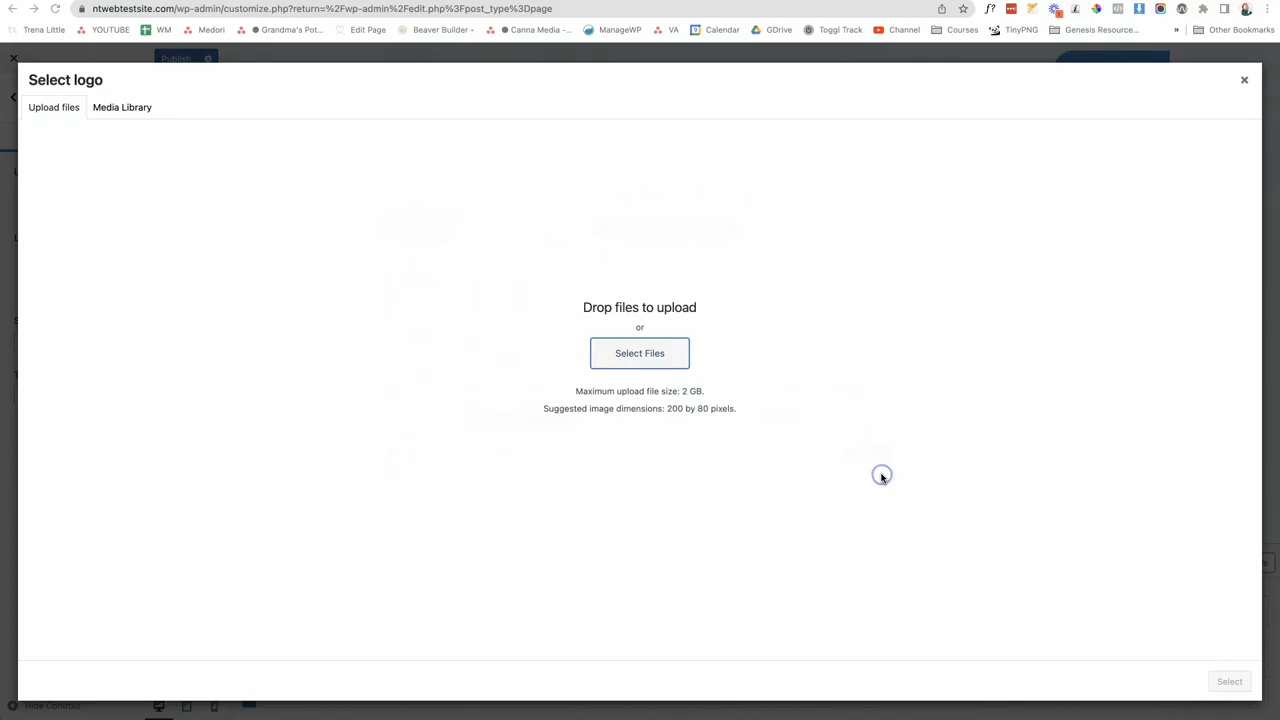 ntwebtestsite.com/wp-admin/customize.php?return=%2Fwp-admin%2Fedit.php%3Fpost_type%3Dpage
Trena Little YOUTUBE WM Medori Grandma's Pot... Edit Page Beaver Builder Canna Media -... ManageWP VA Calendar GDrive Toggl Track Channel Courses TinyPNG Genesis Resource... » Other Bookmarks
Publish
Select logo
Upload files Media Library
Drop files to upload
or
Select Files
Maximum upload file size: 2 GB.
Suggested image dimensions: 200 by 80 pixels.
Select
Hide Controls